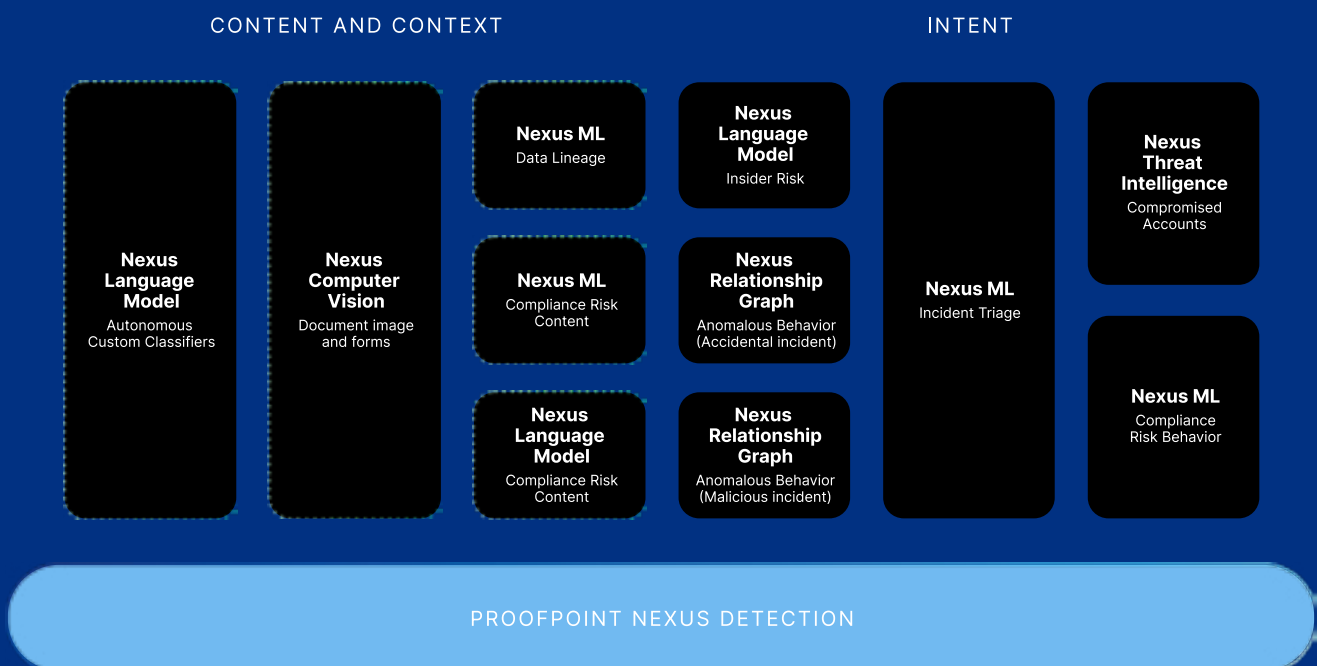 CONTENT AND CONTEXT
INTENT
Nexus
Language
Model
Autonomous
Custom Classifiers
Nexus
Computer
Vision
Document image
and forms
Nexus ML
Data Lineage
Nexus ML
Compliance Risk
Content
Nexus
Language
Model
Compliance Risk
Content
Nexus
Language
Model
Insider Risk
Nexus
Relationship
Graph
Anomalous Behavior
(Accidental incident)
Nexus
Relationship
Graph
Anomalous Behavior
(Malicious incident)
Nexus ML
Incident Triage
Nexus
Threat
Intelligence
Compromised
Accounts
Nexus ML
Compliance
Risk Behavior
PROOFPOINT NEXUS DETECTION